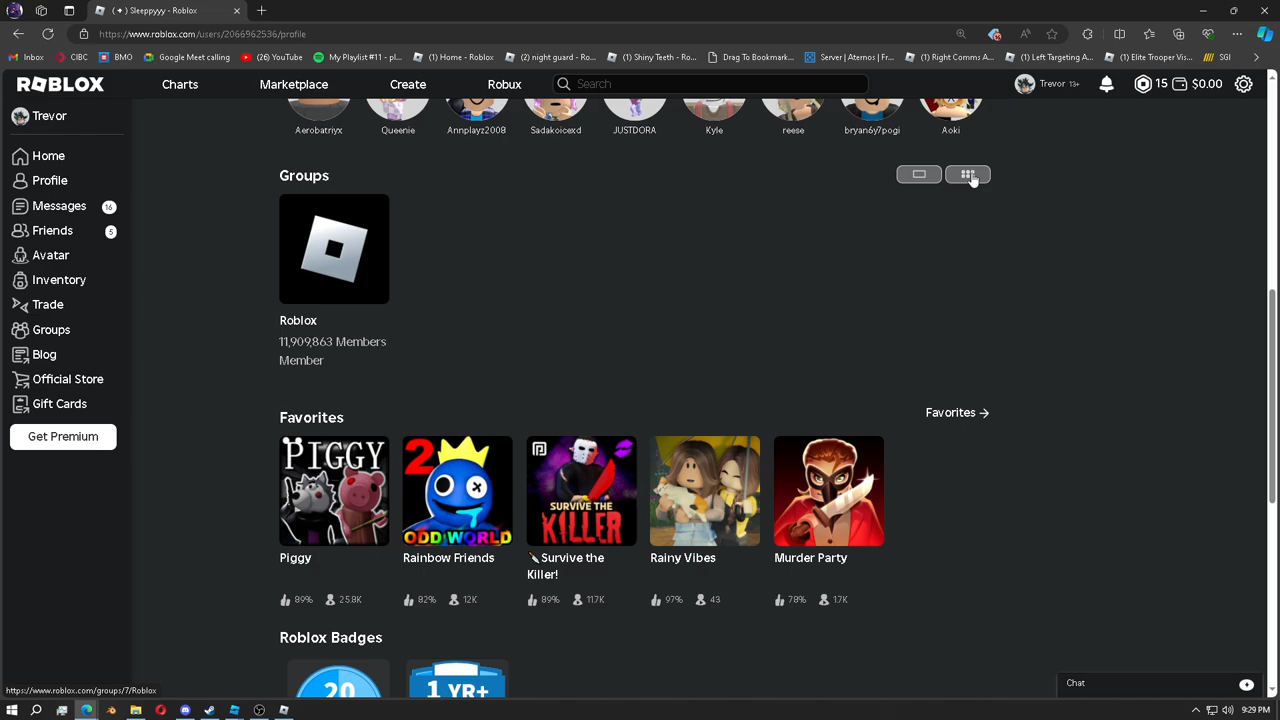 ( ) Sleeppyyy - Roblox
https://www.roblox.com/users/2066962536/profile
Inbox
CIBC
BMO
Google Meet calling
(26) YouTube
My Playlist #11 - pl...
(1) Home - Roblox
(2) night guard - Ro...
(1) Shiny Teeth - Ro...
Drag To Bookmark...
Server | Aternos | Fr...
(1) Right Comms A...
(1) Left Targeting A...
(1) Elite Trooper Vis...
SGI
ROBLOX
Charts
Marketplace
Create
Robux
Search
Trevor 13+
15
$0.00
Trevor
Home
Profile
Messages 16
Friends 5
Avatar
Inventory
Trade
Groups
Blog
Official Store
Gift Cards
Get Premium
Aerobatriyx
Queenie
Annplayz2008
Sadakoicexd
JUSTDORA
Kyle
reese
bryan6y7pogi
Aoki
Groups
Roblox
11,909,863 Members
Member
Favorites
Favorites →
PIGGY
2
ODD WORLD
SURVIVE THE
KILLER
Piggy
Rainbow Friends
Survive the
Killer!
Rainy Vibes
Murder Party
89% 25.8K
82% 12K
89% 11.7K
97% 43
78% 1.7K
Roblox Badges
20
1 YR+
Chat
https://www.roblox.com/groups/7/Roblox
9:29 PM